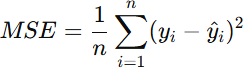 MSE = \frac{1}{n} \sum_{i=1}^{n} (y_i - \hat{y}_i)^2